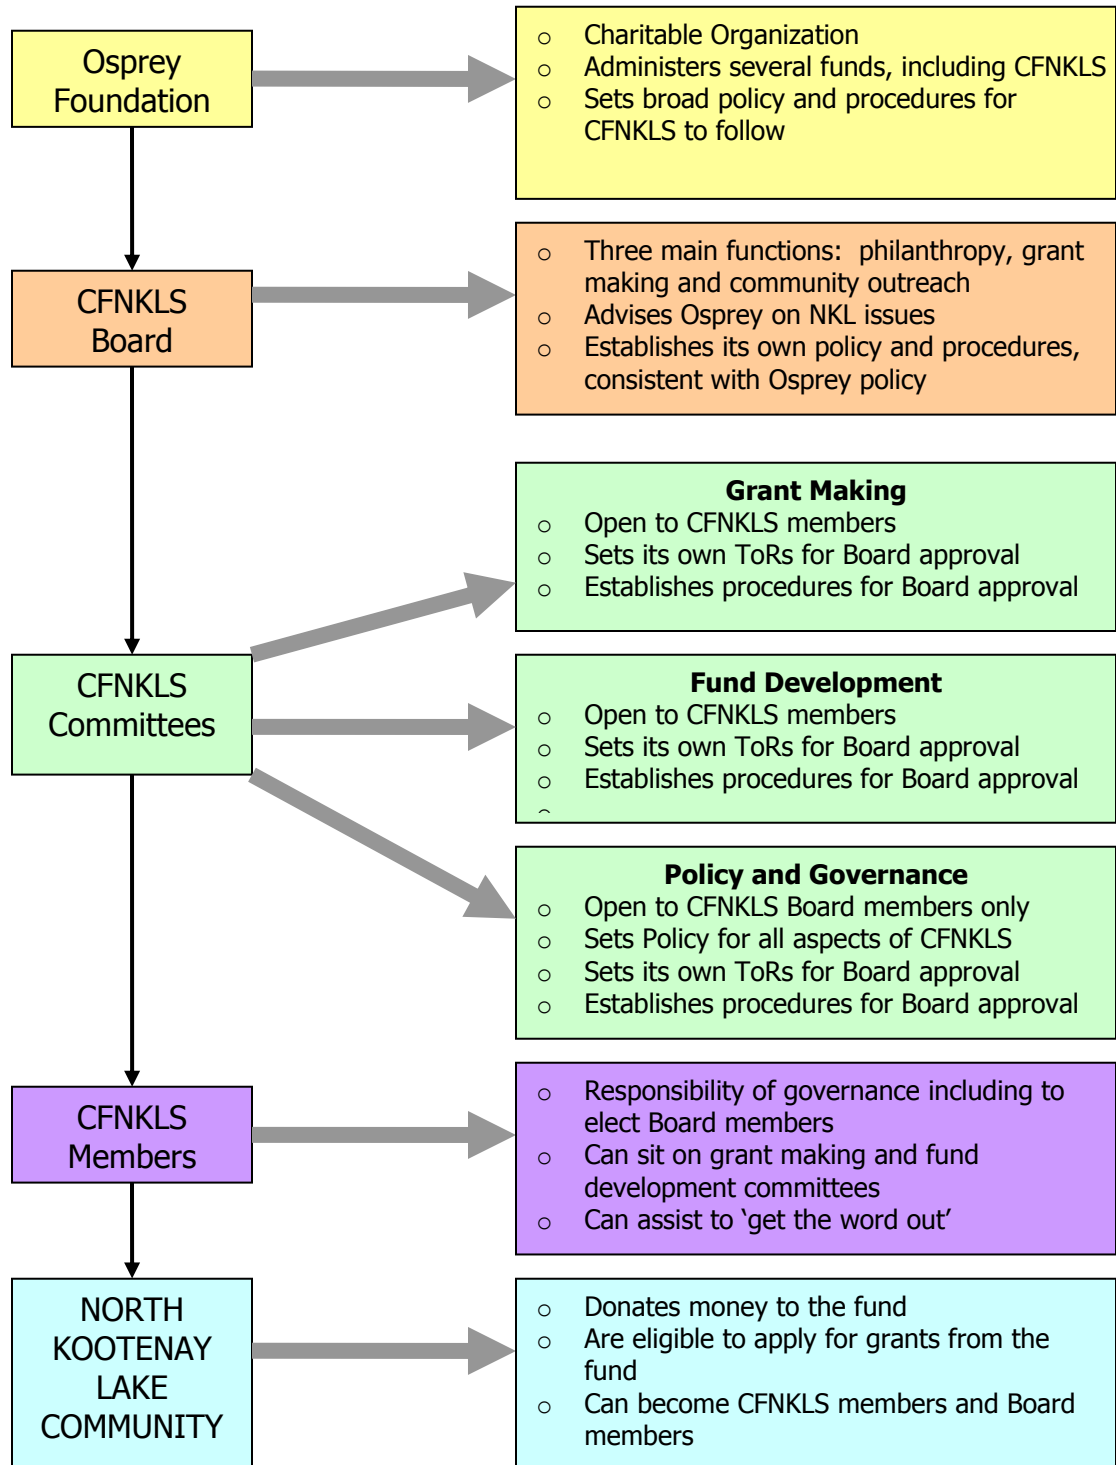 Osprey
Foundation
o Charitable Organization
o Administers several funds, including CFNKLS
o Sets broad policy and procedures for
CFNKLS to follow
CFNKLS
Board
o Three main functions:  philanthropy, grant
making and community outreach
o Advises Osprey on NKL issues
o Establishes its own policy and procedures,
consistent with Osprey policy
CFNKLS
Committees
Grant Making
o Open to CFNKLS members
o Sets its own ToRs for Board approval
o Establishes procedures for Board approval
Fund Development
o Open to CFNKLS members
o Sets its own ToRs for Board approval
o Establishes procedures for Board approval
Policy and Governance
o Open to CFNKLS Board members only
o Sets Policy for all aspects of CFNKLS
o Sets its own ToRs for Board approval
o Establishes procedures for Board approval
CFNKLS
Members
o Responsibility of governance including to
elect Board members
o Can sit on grant making and fund
development committees
o Can assist to ‘get the word out’
NORTH
KOOTENAY
LAKE
COMMUNITY
o Donates money to the fund
o Are eligible to apply for grants from the
fund
o Can become CFNKLS members and Board
members